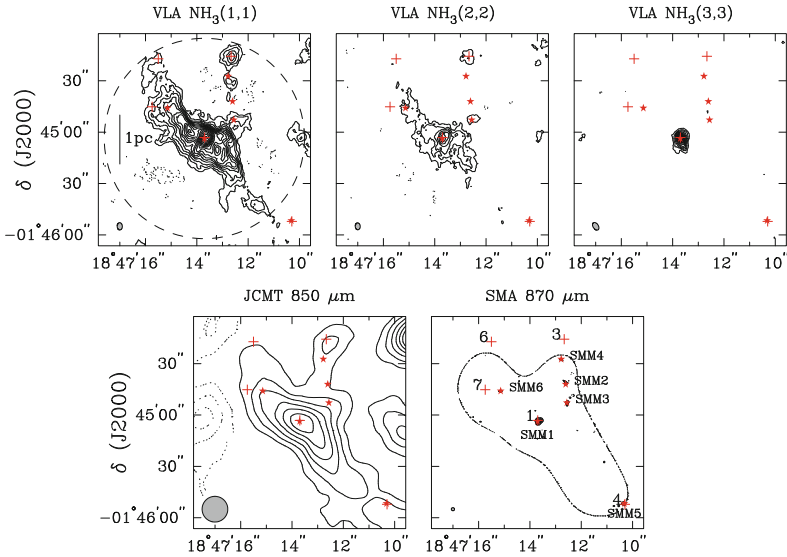 VLA NH3(1,1) VLA NH3(2,2) VLA NH3(3,3)
30″
45′00″
1pc
30″
−01°46′00″
δ (J2000)
18ʰ47ᵐ16ˢ 14ˢ 12ˢ 10ˢ 18ʰ47ᵐ16ˢ 14ˢ 12ˢ 10ˢ 18ʰ47ᵐ16ˢ 14ˢ 12ˢ 10ˢ
JCMT 850 μm SMA 870 μm
30″
45′00″
30″
−01°46′00″
δ (J2000)
6 3
SMM4
7 SMM6 SMM2
SMM3
1
SMM1
4
SMM5
18ʰ47ᵐ16ˢ 14ˢ 12ˢ 10ˢ 18ʰ47ᵐ16ˢ 14ˢ 12ˢ 10ˢ